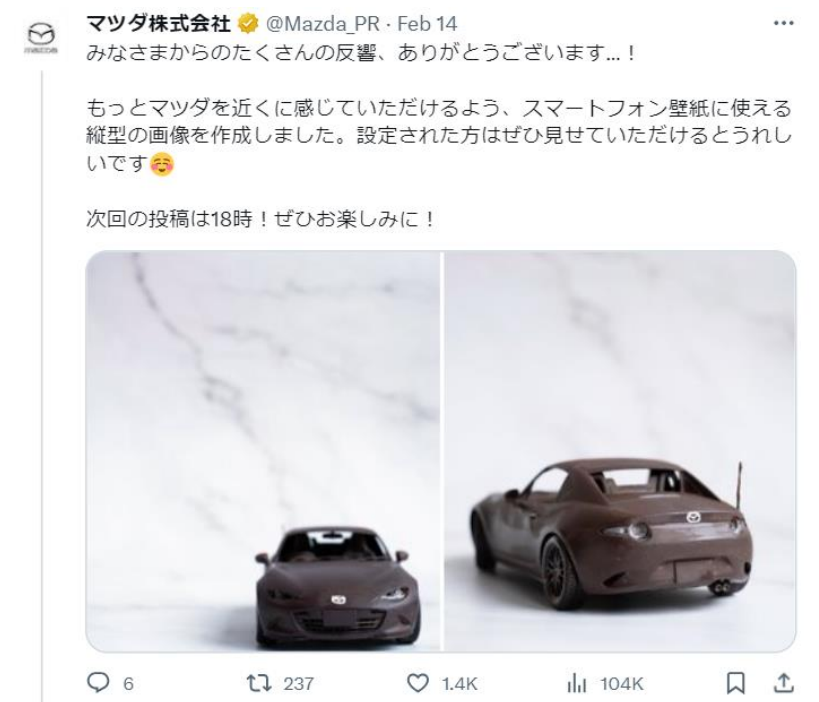 マツダ株式会社 @Mazda_PR · Feb 14
みなさまからのたくさんの反響、ありがとうございます...！
もっとマツダを近くに感じていただけるよう、スマートフォン壁紙に使える
縦型の画像を作成しました。設定された方はぜひ見せていただけるとうれし
いです☺️
次回の投稿は18時！ぜひお楽しみに！
6 237 1.4K 104K